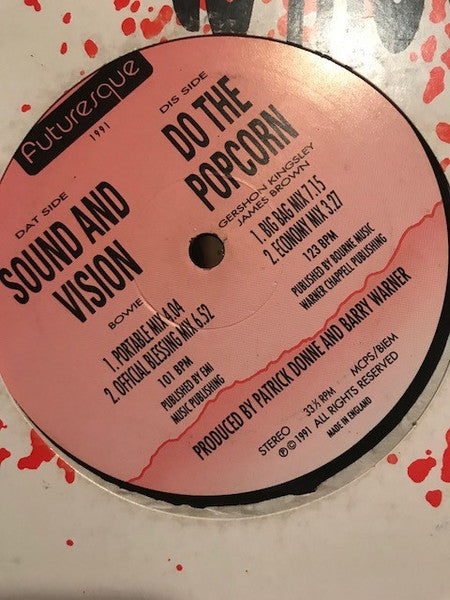 Futuresque
1991
DAT SIDE
SOUND AND
VISION
BOWIE
1. PORTABLE MIX 4.04
2. OFFICIAL BLESSING MIX 6.52
101 BPM
PUBLISHED BY EMI
MUSIC PUBLISHING
DIS SIDE
DO THE
POPCORN
GERSHON KINGSLEY
JAMES BROWN
1. BIG BAG MIX 7.15
2. ECONOMY MIX 3.27
123 BPM
PUBLISHED BY BOURNE MUSIC
WARNER CHAPPELL PUBLISHING
PRODUCED BY PATRICK DONNE AND BARRY WARNER
STEREO 33⅓ RPM MCPS/BIEM
℗ © 1991 ALL RIGHTS RESERVED
MADE IN ENGLAND